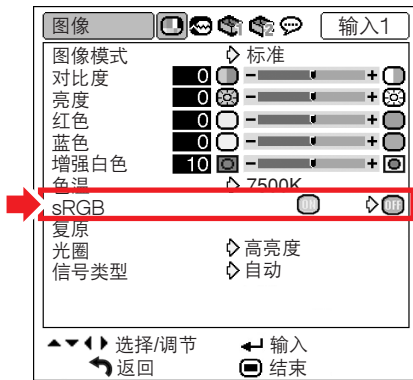 图像 输入1
图像模式 标准
对比度 0 - +
亮度 0 - +
红色 0 - +
蓝色 0 - +
增强白色 10 - +
色温 7500K
sRGB ON OFF
复原
光圈 高亮度
信号类型 自动
选择/调节 输入
返回 结束